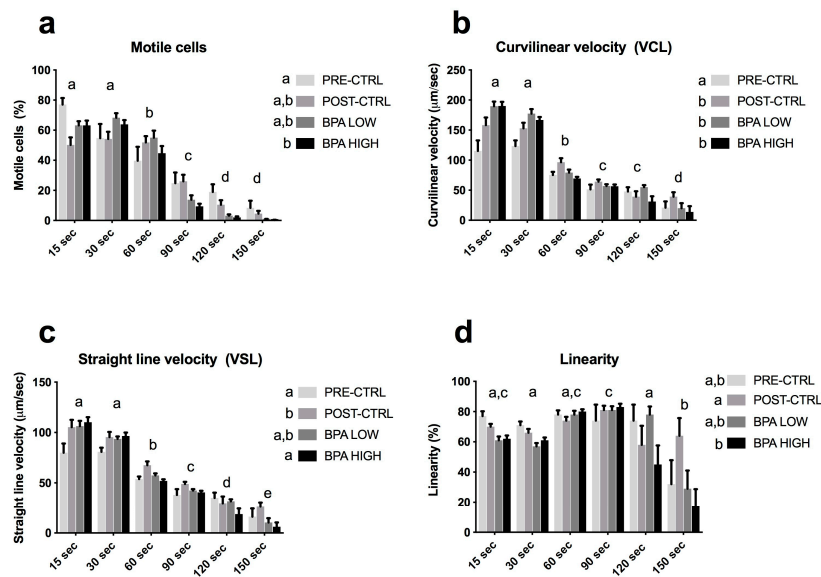 a
Motile cells
Motile cells (%)
100
80
60
40
20
0
a
a
b
c
d
d
15 sec
30 sec
60 sec
90 sec
120 sec
150 sec
a PRE-CTRL
a,b POST-CTRL
a,b BPA LOW
b BPA HIGH
b
Curvilinear velocity (VCL)
Curvilinear velocity (μm/sec)
250
200
150
100
50
0
a
a
b
c
c
d
15 sec
30 sec
60 sec
90 sec
120 sec
150 sec
a PRE-CTRL
b POST-CTRL
b BPA LOW
b BPA HIGH
c
Straight line velocity (VSL)
Straight line velocity (μm/sec)
150
100
50
0
a
a
b
c
d
e
15 sec
30 sec
60 sec
90 sec
120 sec
150 sec
a PRE-CTRL
b POST-CTRL
a,b BPA LOW
a BPA HIGH
d
Linearity
Linearity (%)
100
80
60
40
20
0
a,c
a
a,c
c
a
b
15 sec
30 sec
60 sec
90 sec
120 sec
150 sec
a,b PRE-CTRL
a POST-CTRL
a,b BPA LOW
b BPA HIGH